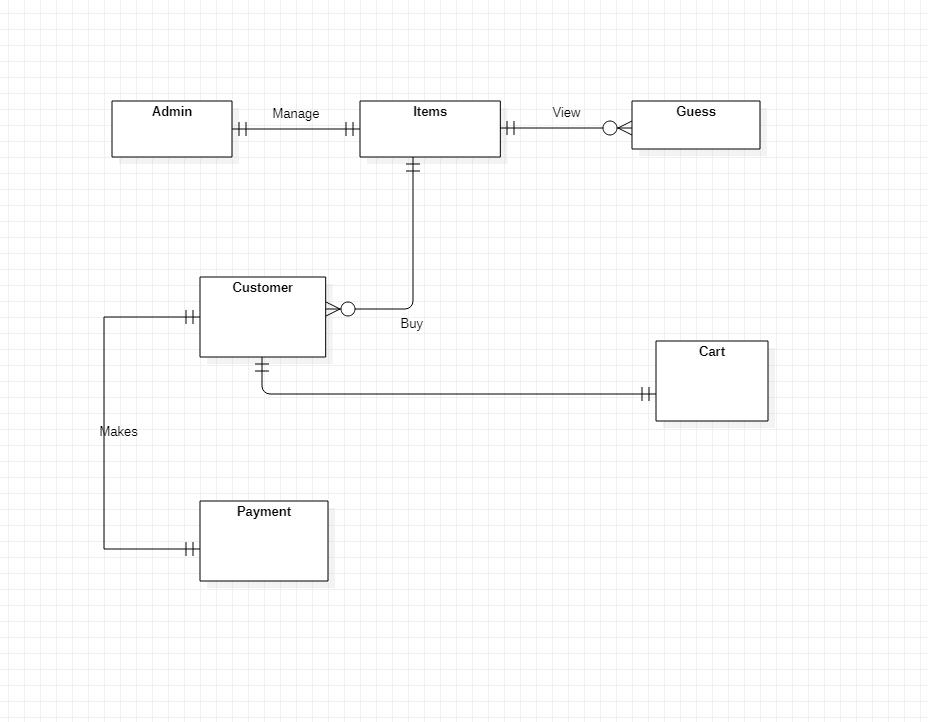 Admin
Manage
Items
View
Guess
Customer
Buy
Cart
Makes
Payment